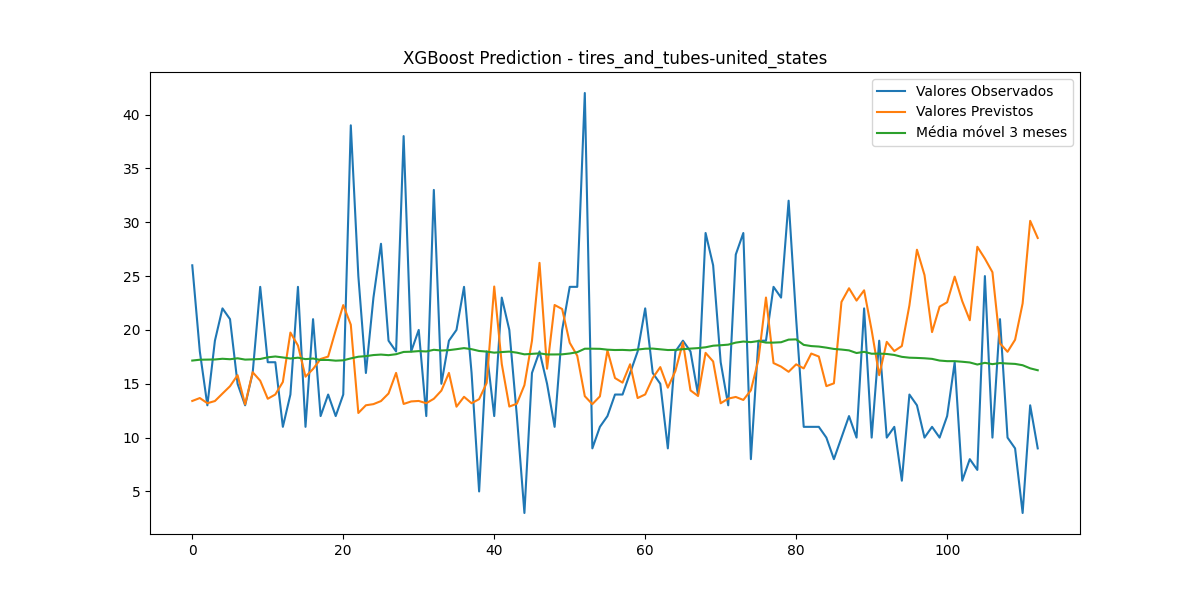 XGBoost Prediction - tires_and_tubes-united_states
Valores Observados
Valores Previstos
Média móvel 3 meses
40
35
30
25
20
15
10
5
0 20 40 60 80 100